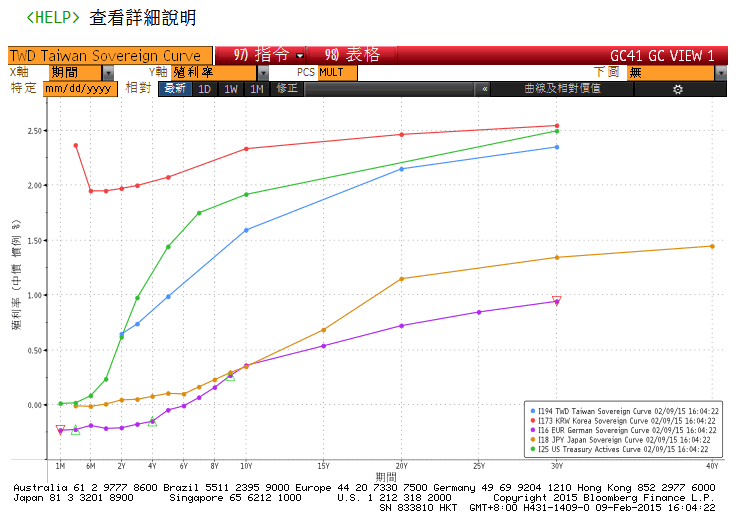 <HELP> 查看詳細說明
TWD Taiwan Sovereign Curve 97) 指令 98) 表格 GC41 GC VIEW 1
X軸 期間 Y軸 殖利率 PCS MULT 下圖 無
特定 mm/dd/yyyy 相對 最新 1D 1W 1M 修正 « 曲線及相對價值
2.50
2.00
1.50
1.00
0.50
0.00
殖利率 (中價 慣例 %)
I94 TWD Taiwan Sovereign Curve 02/09/15 16:04:22
I173 KRW Korea Sovereign Curve 02/09/15 16:04:22
I16 EUR German Sovereign Curve 02/09/15 16:04:22
I18 JPY Japan Sovereign Curve 02/09/15 16:04:22
I25 US Treasury Actives Curve 02/09/15 16:04:22
1M 6M 2Y 4Y 6Y 8Y 10Y 15Y 20Y 25Y 30Y 40Y
期間
Australia 61 2 9777 8600 Brazil 5511 2395 9000 Europe 44 20 7330 7500 Germany 49 69 9204 1210 Hong Kong 852 2977 6000
Japan 81 3 3201 8900 Singapore 65 6212 1000 U.S. 1 212 318 2000 Copyright 2015 Bloomberg Finance L.P.
SN 833810 HKT GMT+8:00 H431-1409-0 09-Feb-2015 16:04:22